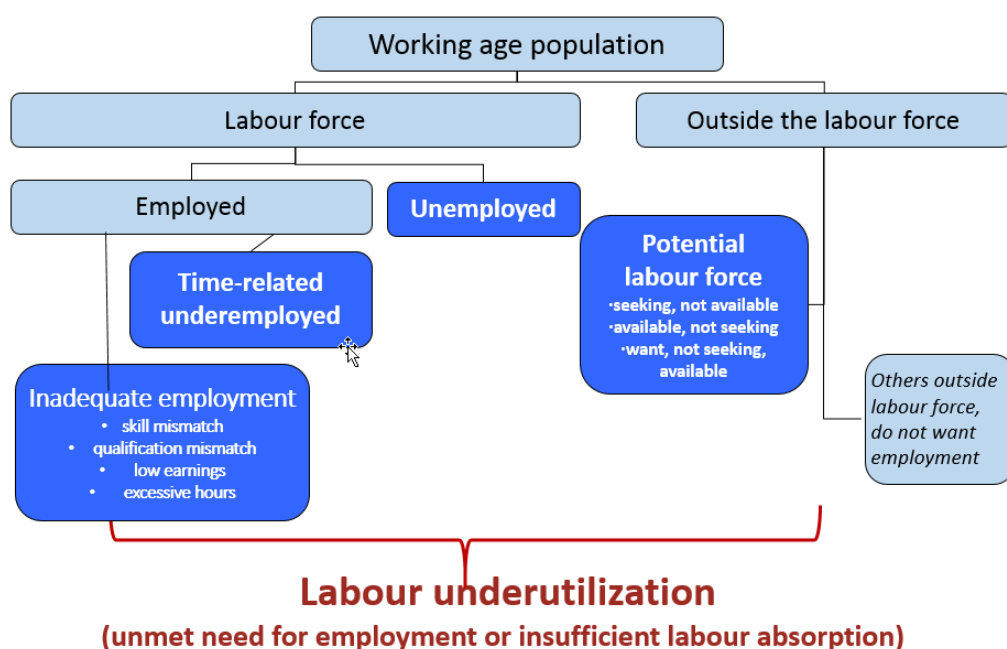 Working age population
Labour force
Outside the labour force
Employed
Unemployed
Time-related
underemployed
Potential
labour force
·seeking, not available
·available, not seeking
·want, not seeking,
available
Inadequate employment
• skill mismatch
• qualification mismatch
• low earnings
• excessive hours
Others outside
labour force,
do not want
employment
Labour underutilization
(unmet need for employment or insufficient labour absorption)